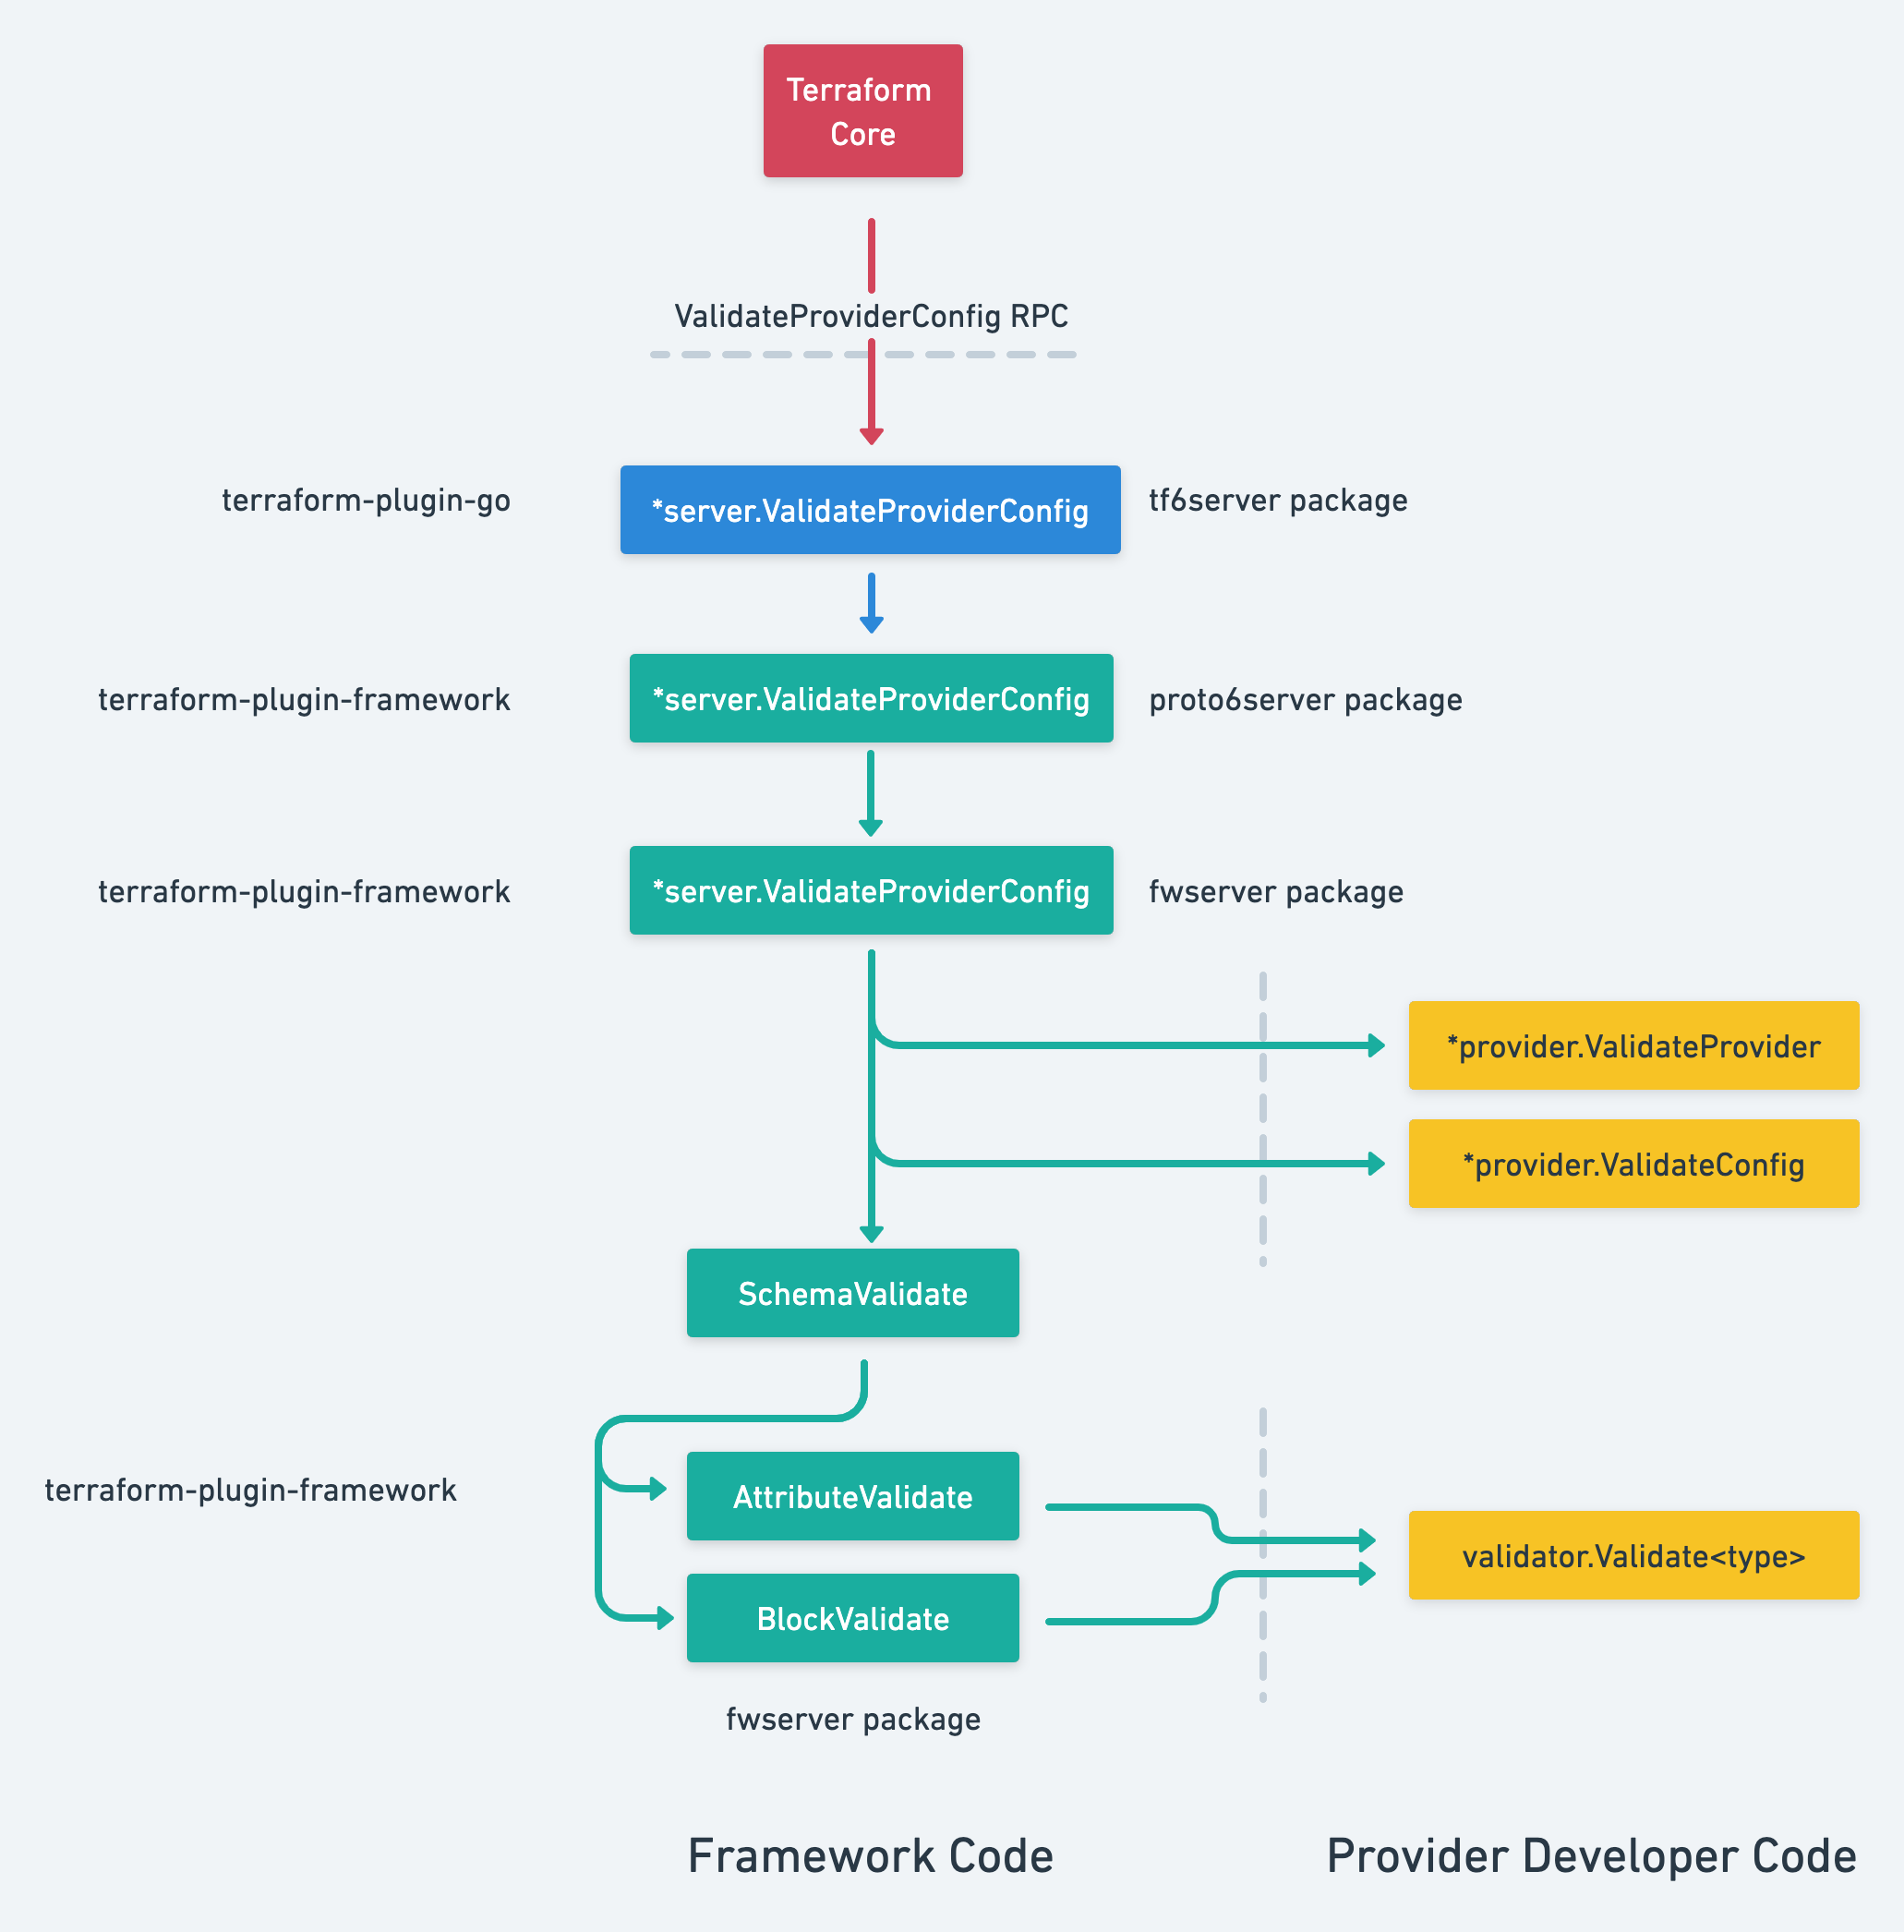 Terraform
Core
ValidateProviderConfig RPC
terraform-plugin-go
*server.ValidateProviderConfig
tf6server package
terraform-plugin-framework
*server.ValidateProviderConfig
proto6server package
terraform-plugin-framework
*server.ValidateProviderConfig
fwserver package
*provider.ValidateProvider
*provider.ValidateConfig
SchemaValidate
terraform-plugin-framework
AttributeValidate
validator.Validate<type>
BlockValidate
fwserver package
Framework Code
Provider Developer Code